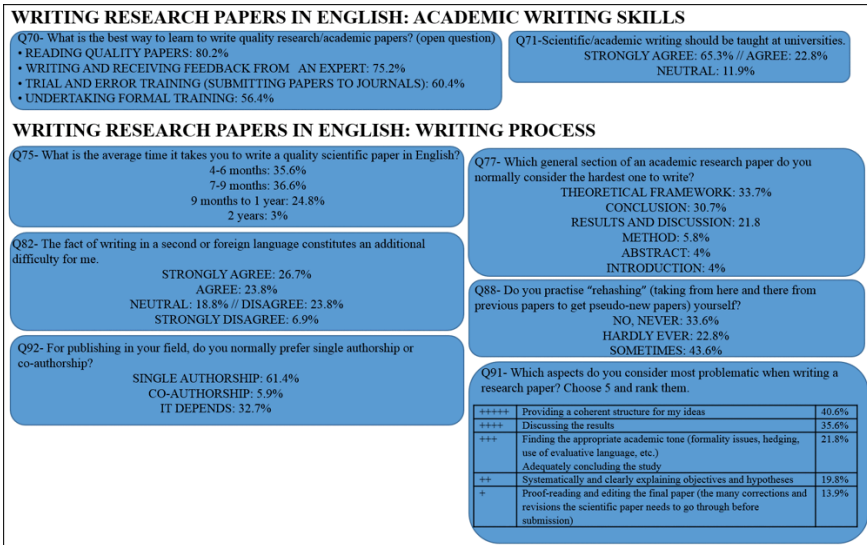 WRITING RESEARCH PAPERS IN ENGLISH: ACADEMIC WRITING SKILLS
Q70- What is the best way to learn to write quality research/academic papers? (open question)
• READING QUALITY PAPERS: 80.2%
• WRITING AND RECEIVING FEEDBACK FROM AN EXPERT: 75.2%
• TRIAL AND ERROR TRAINING (SUBMITTING PAPERS TO JOURNALS): 60.4%
• UNDERTAKING FORMAL TRAINING: 56.4%
Q71-Scientific/academic writing should be taught at universities.
STRONGLY AGREE: 65.3% // AGREE: 22.8%
NEUTRAL: 11.9%
WRITING RESEARCH PAPERS IN ENGLISH: WRITING PROCESS
Q75- What is the average time it takes you to write a quality scientific paper in English?
4-6 months: 35.6%
7-9 months: 36.6%
9 months to 1 year: 24.8%
2 years: 3%
Q82- The fact of writing in a second or foreign language constitutes an additional
difficulty for me.
STRONGLY AGREE: 26.7%
AGREE: 23.8%
NEUTRAL: 18.8% // DISAGREE: 23.8%
STRONGLY DISAGREE: 6.9%
Q92- For publishing in your field, do you normally prefer single authorship or
co-authorship?
SINGLE AUTHORSHIP: 61.4%
CO-AUTHORSHIP: 5.9%
IT DEPENDS: 32.7%
Q77- Which general section of an academic research paper do you
normally consider the hardest one to write?
THEORETICAL FRAMEWORK: 33.7%
CONCLUSION: 30.7%
RESULTS AND DISCUSSION: 21.8
METHOD: 5.8%
ABSTRACT: 4%
INTRODUCTION: 4%
Q88- Do you practise “rehashing” (taking from here and there from
previous papers to get pseudo-new papers) yourself?
NO, NEVER: 33.6%
HARDLY EVER: 22.8%
SOMETIMES: 43.6%
Q91- Which aspects do you consider most problematic when writing a
research paper? Choose 5 and rank them.
+++++ Providing a coherent structure for my ideas 40.6%
++++ Discussing the results 35.6%
+++ Finding the appropriate academic tone (formality issues, hedging, 21.8%
use of evaluative language, etc.)
Adequately concluding the study
++ Systematically and clearly explaining objectives and hypotheses 19.8%
+ Proof-reading and editing the final paper (the many corrections and 13.9%
revisions the scientific paper needs to go through before
submission)